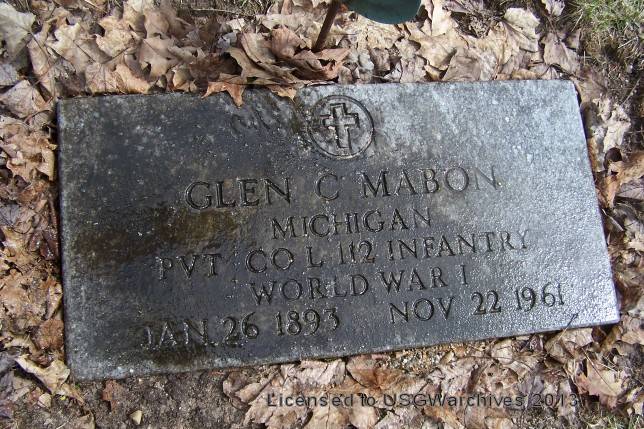 GLEN C MABON
MICHIGAN
PVT CO L 112 INFANTRY
WORLD WAR I
JAN 26 1893 NOV 22 1961
Licensed to USGWarchives 2013